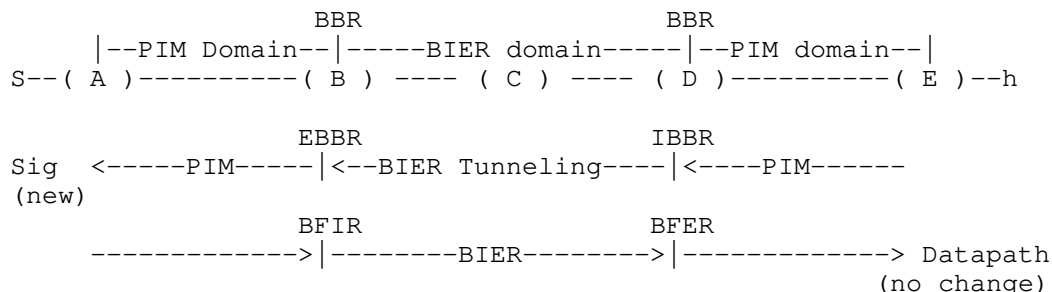 BBR                         BBR
       |--PIM Domain--|-----BIER domain-----|--PIM domain--|
S--( A )----------( B ) ---- ( C ) ---- ( D )----------( E )--h

                       EBBR                     IBBR
Sig  <-----PIM-----|<--BIER Tunneling----|<----PIM------
(new)
                       BFIR                     BFER
     ------------->|--------BIER-------->|-------------> Datapath
                                                        (no change)